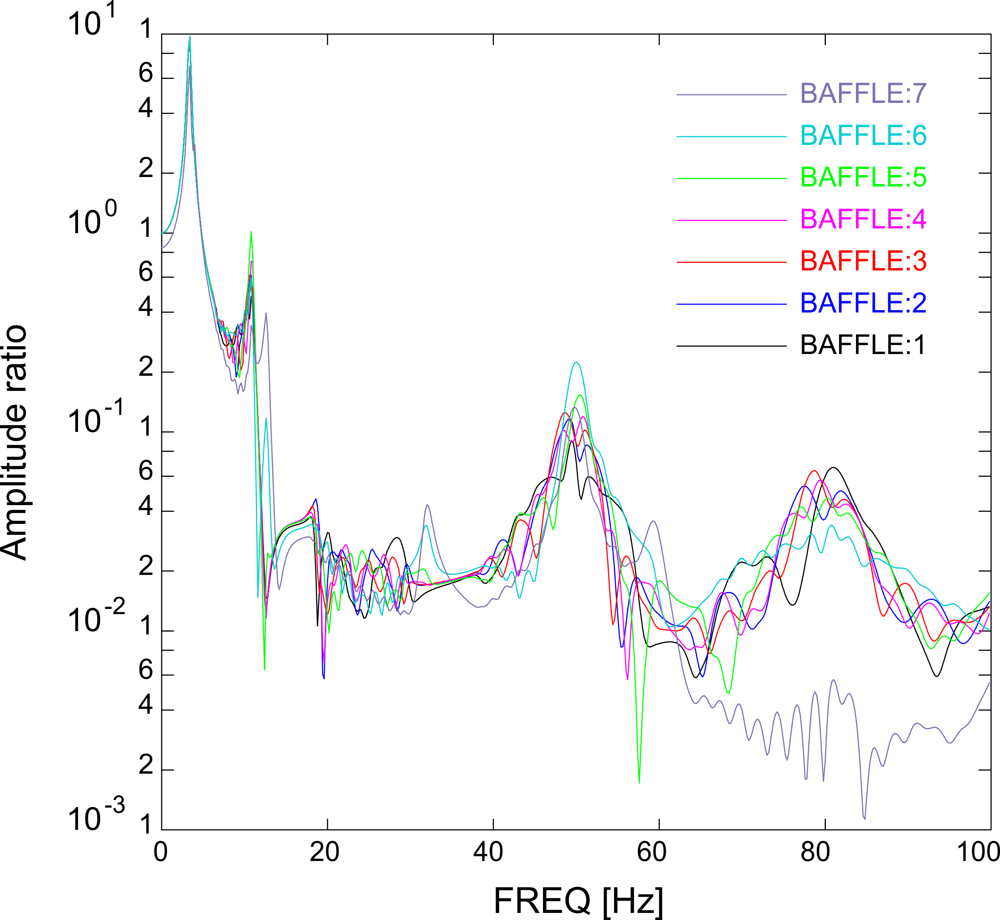 10^1 1
6
4
2
10^0 1
6
4
2
10^-1 1
6
4
2
10^-2 1
6
4
2
10^-3 1
Amplitude ratio
BAFFLE:7
BAFFLE:6
BAFFLE:5
BAFFLE:4
BAFFLE:3
BAFFLE:2
BAFFLE:1
0 20 40 60 80 100
FREQ [Hz]